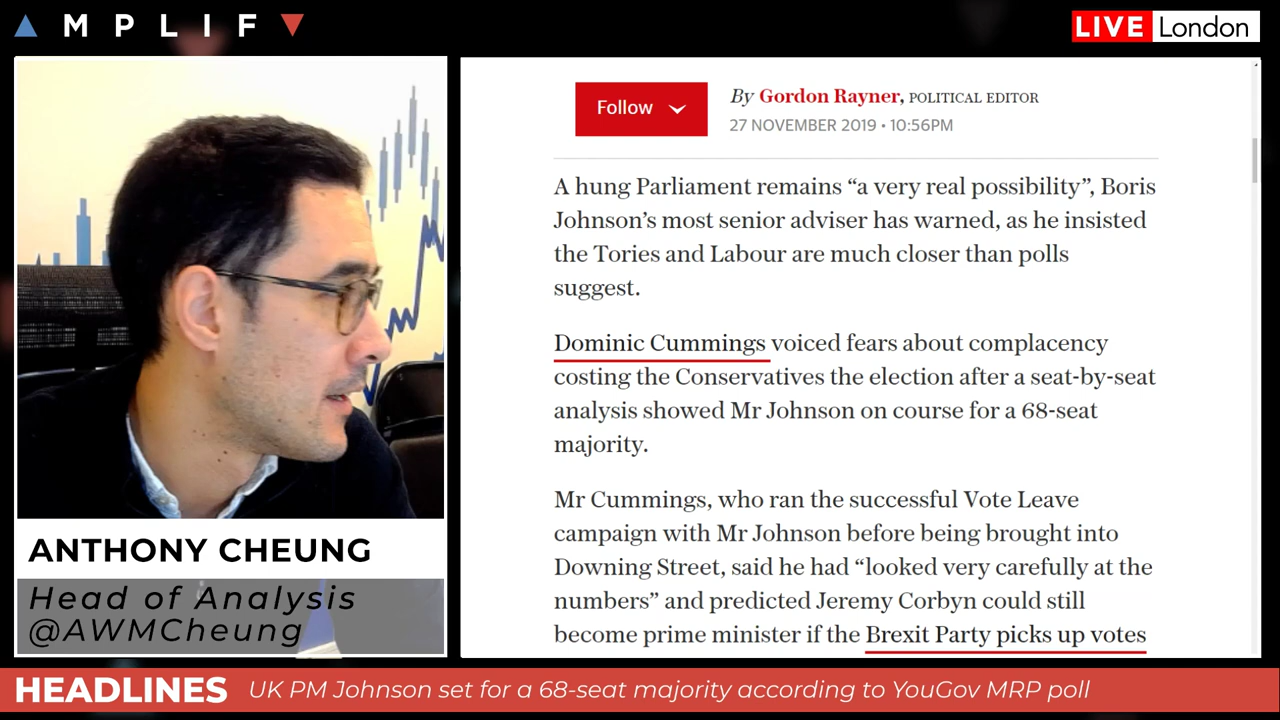 ▲ M P L I F ▼
LIVE London
Follow
By Gordon Rayner, POLITICAL EDITOR
27 NOVEMBER 2019 • 10:56PM
A hung Parliament remains “a very real possibility”, Boris
Johnson’s most senior adviser has warned, as he insisted
the Tories and Labour are much closer than polls
suggest.
Dominic Cummings voiced fears about complacency
costing the Conservatives the election after a seat-by-seat
analysis showed Mr Johnson on course for a 68-seat
majority.
Mr Cummings, who ran the successful Vote Leave
campaign with Mr Johnson before being brought into
Downing Street, said he had “looked very carefully at the
numbers” and predicted Jeremy Corbyn could still
become prime minister if the Brexit Party picks up votes
ANTHONY CHEUNG
Head of Analysis
@AWMCheung
HEADLINES UK PM Johnson set for a 68-seat majority according to YouGov MRP poll